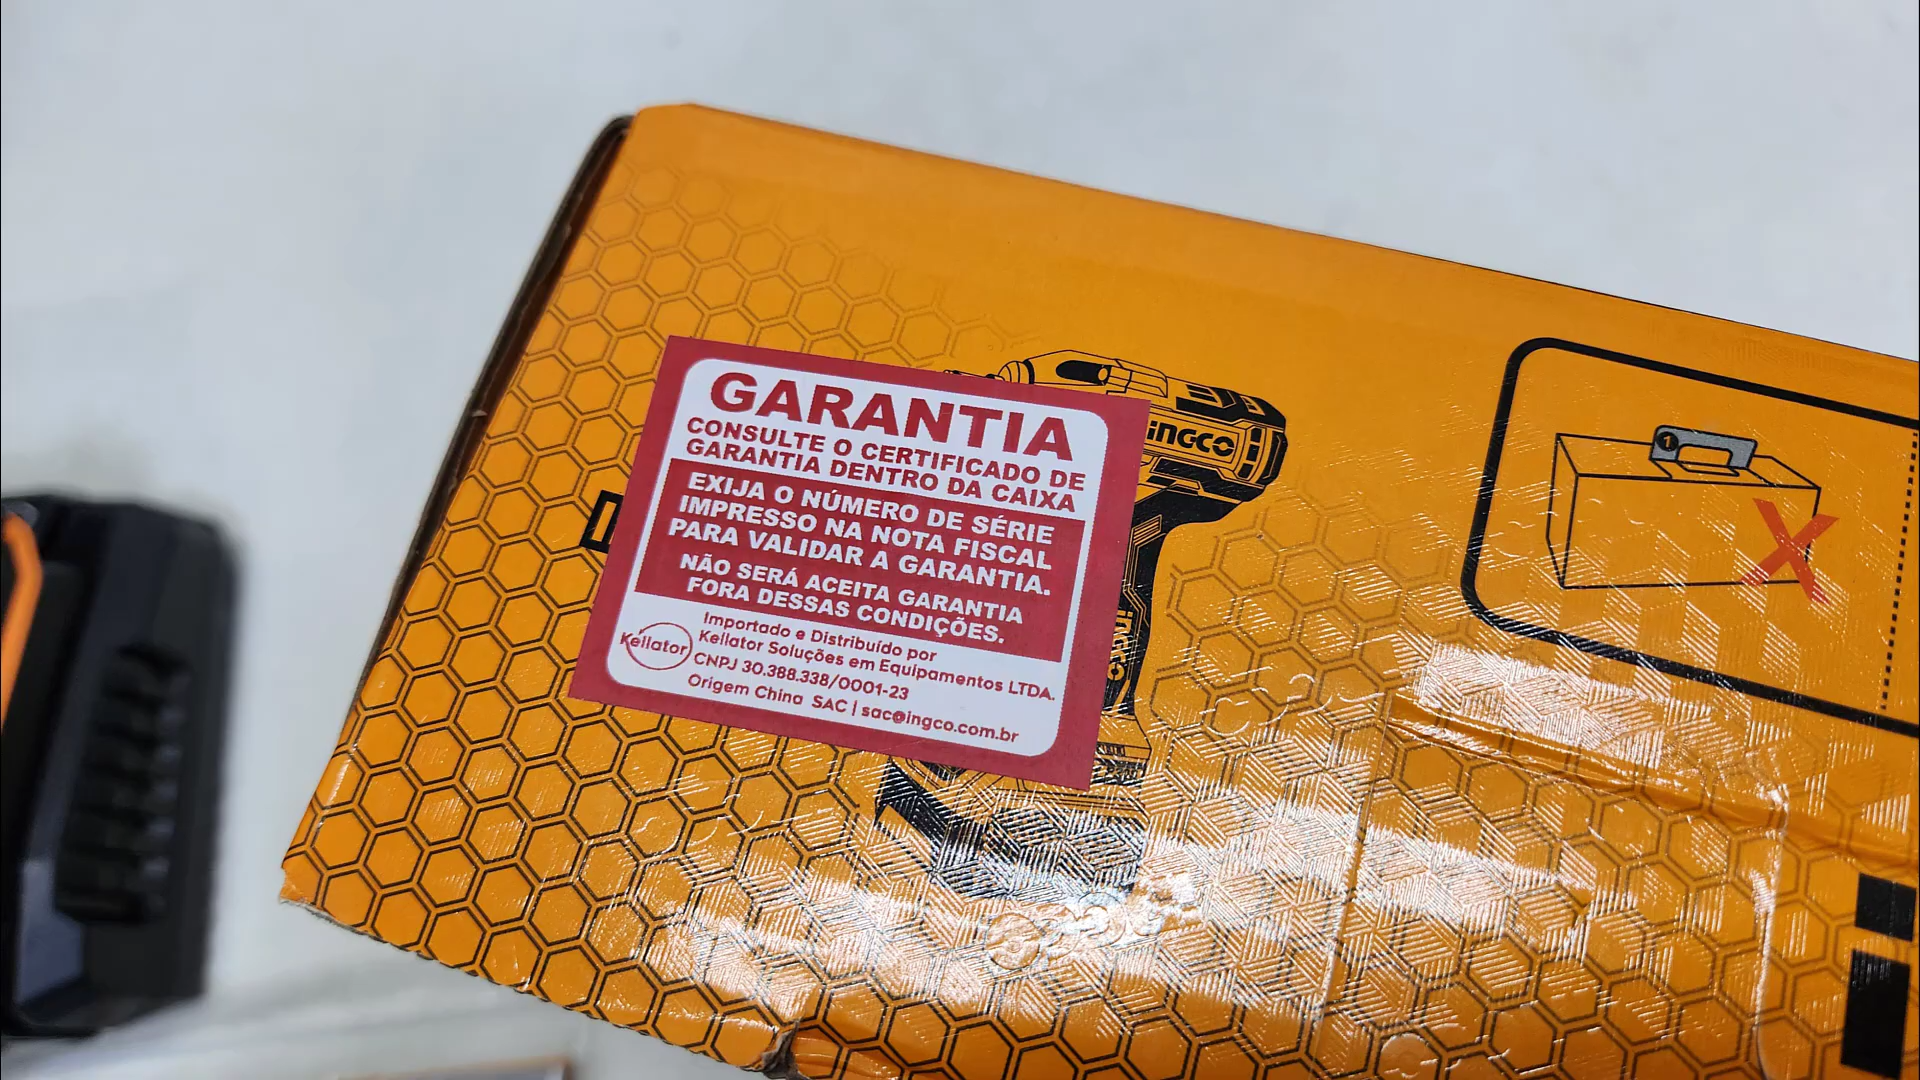 GARANTIA
CONSULTE O CERTIFICADO DE
GARANTIA DENTRO DA CAIXA
EXIJA O NÚMERO DE SÉRIE
IMPRESSO NA NOTA FISCAL
PARA VALIDAR A GARANTIA.
NÃO SERÁ ACEITA GARANTIA
FORA DESSAS CONDIÇÕES.
Kellator
Importado e Distribuído por
Kellator Soluções em Equipamentos LTDA.
CNPJ 30.388.338/0001-23
Origem China SAC | sac@ingco.com.br
INGCO
INGCO
1